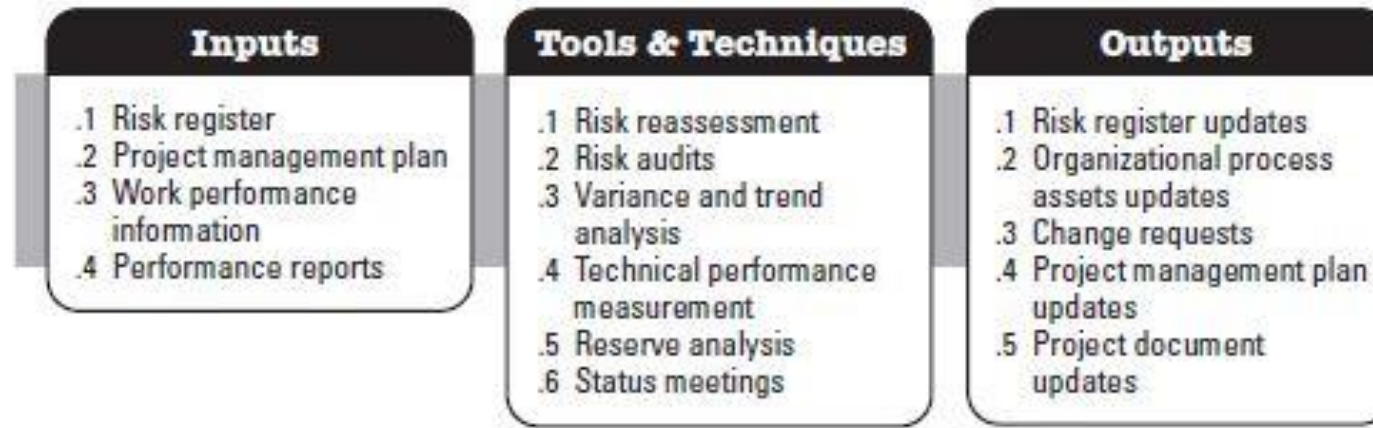 Inputs
.1 Risk register
.2 Project management plan
.3 Work performance
information
.4 Performance reports
Tools & Techniques
.1 Risk reassessment
.2 Risk audits
.3 Variance and trend
analysis
.4 Technical performance
measurement
.5 Reserve analysis
.6 Status meetings
Outputs
.1 Risk register updates
.2 Organizational process
assets updates
.3 Change requests
.4 Project management plan
updates
.5 Project document
updates